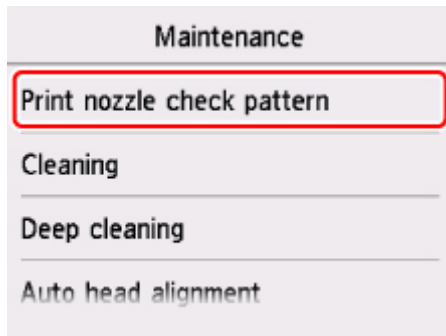 Maintenance
Print nozzle check pattern
Cleaning
Deep cleaning
Auto head alignment